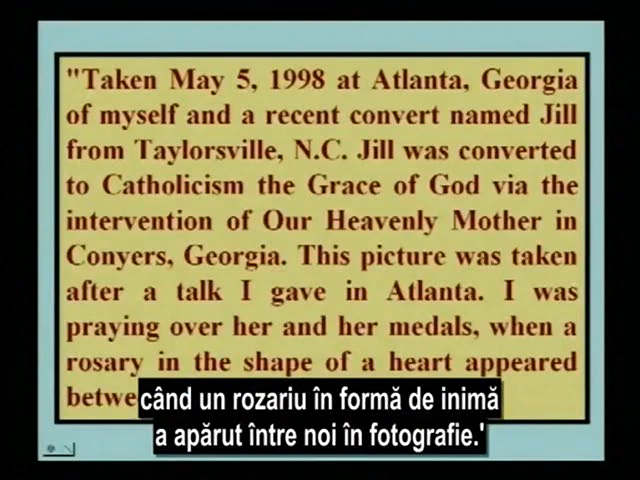 "Taken May 5, 1998 at Atlanta, Georgia
of myself and a recent convert named Jill
from Taylorsville, N.C. Jill was converted
to Catholicism the Grace of God via the
intervention of Our Heavenly Mother in
Conyers, Georgia. This picture was taken
after a talk I gave in Atlanta. I was
praying over her and her medals, when a
rosary in the shape of a heart appeared
când un rozariu în formă de inimă
a apărut între noi în fotografie.'